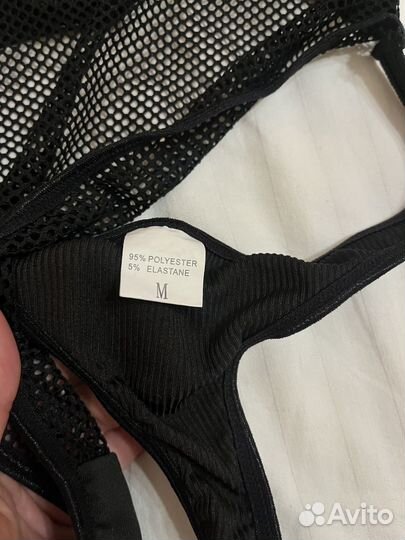 95% POLYESTER
5% ELASTANE
M
Avito